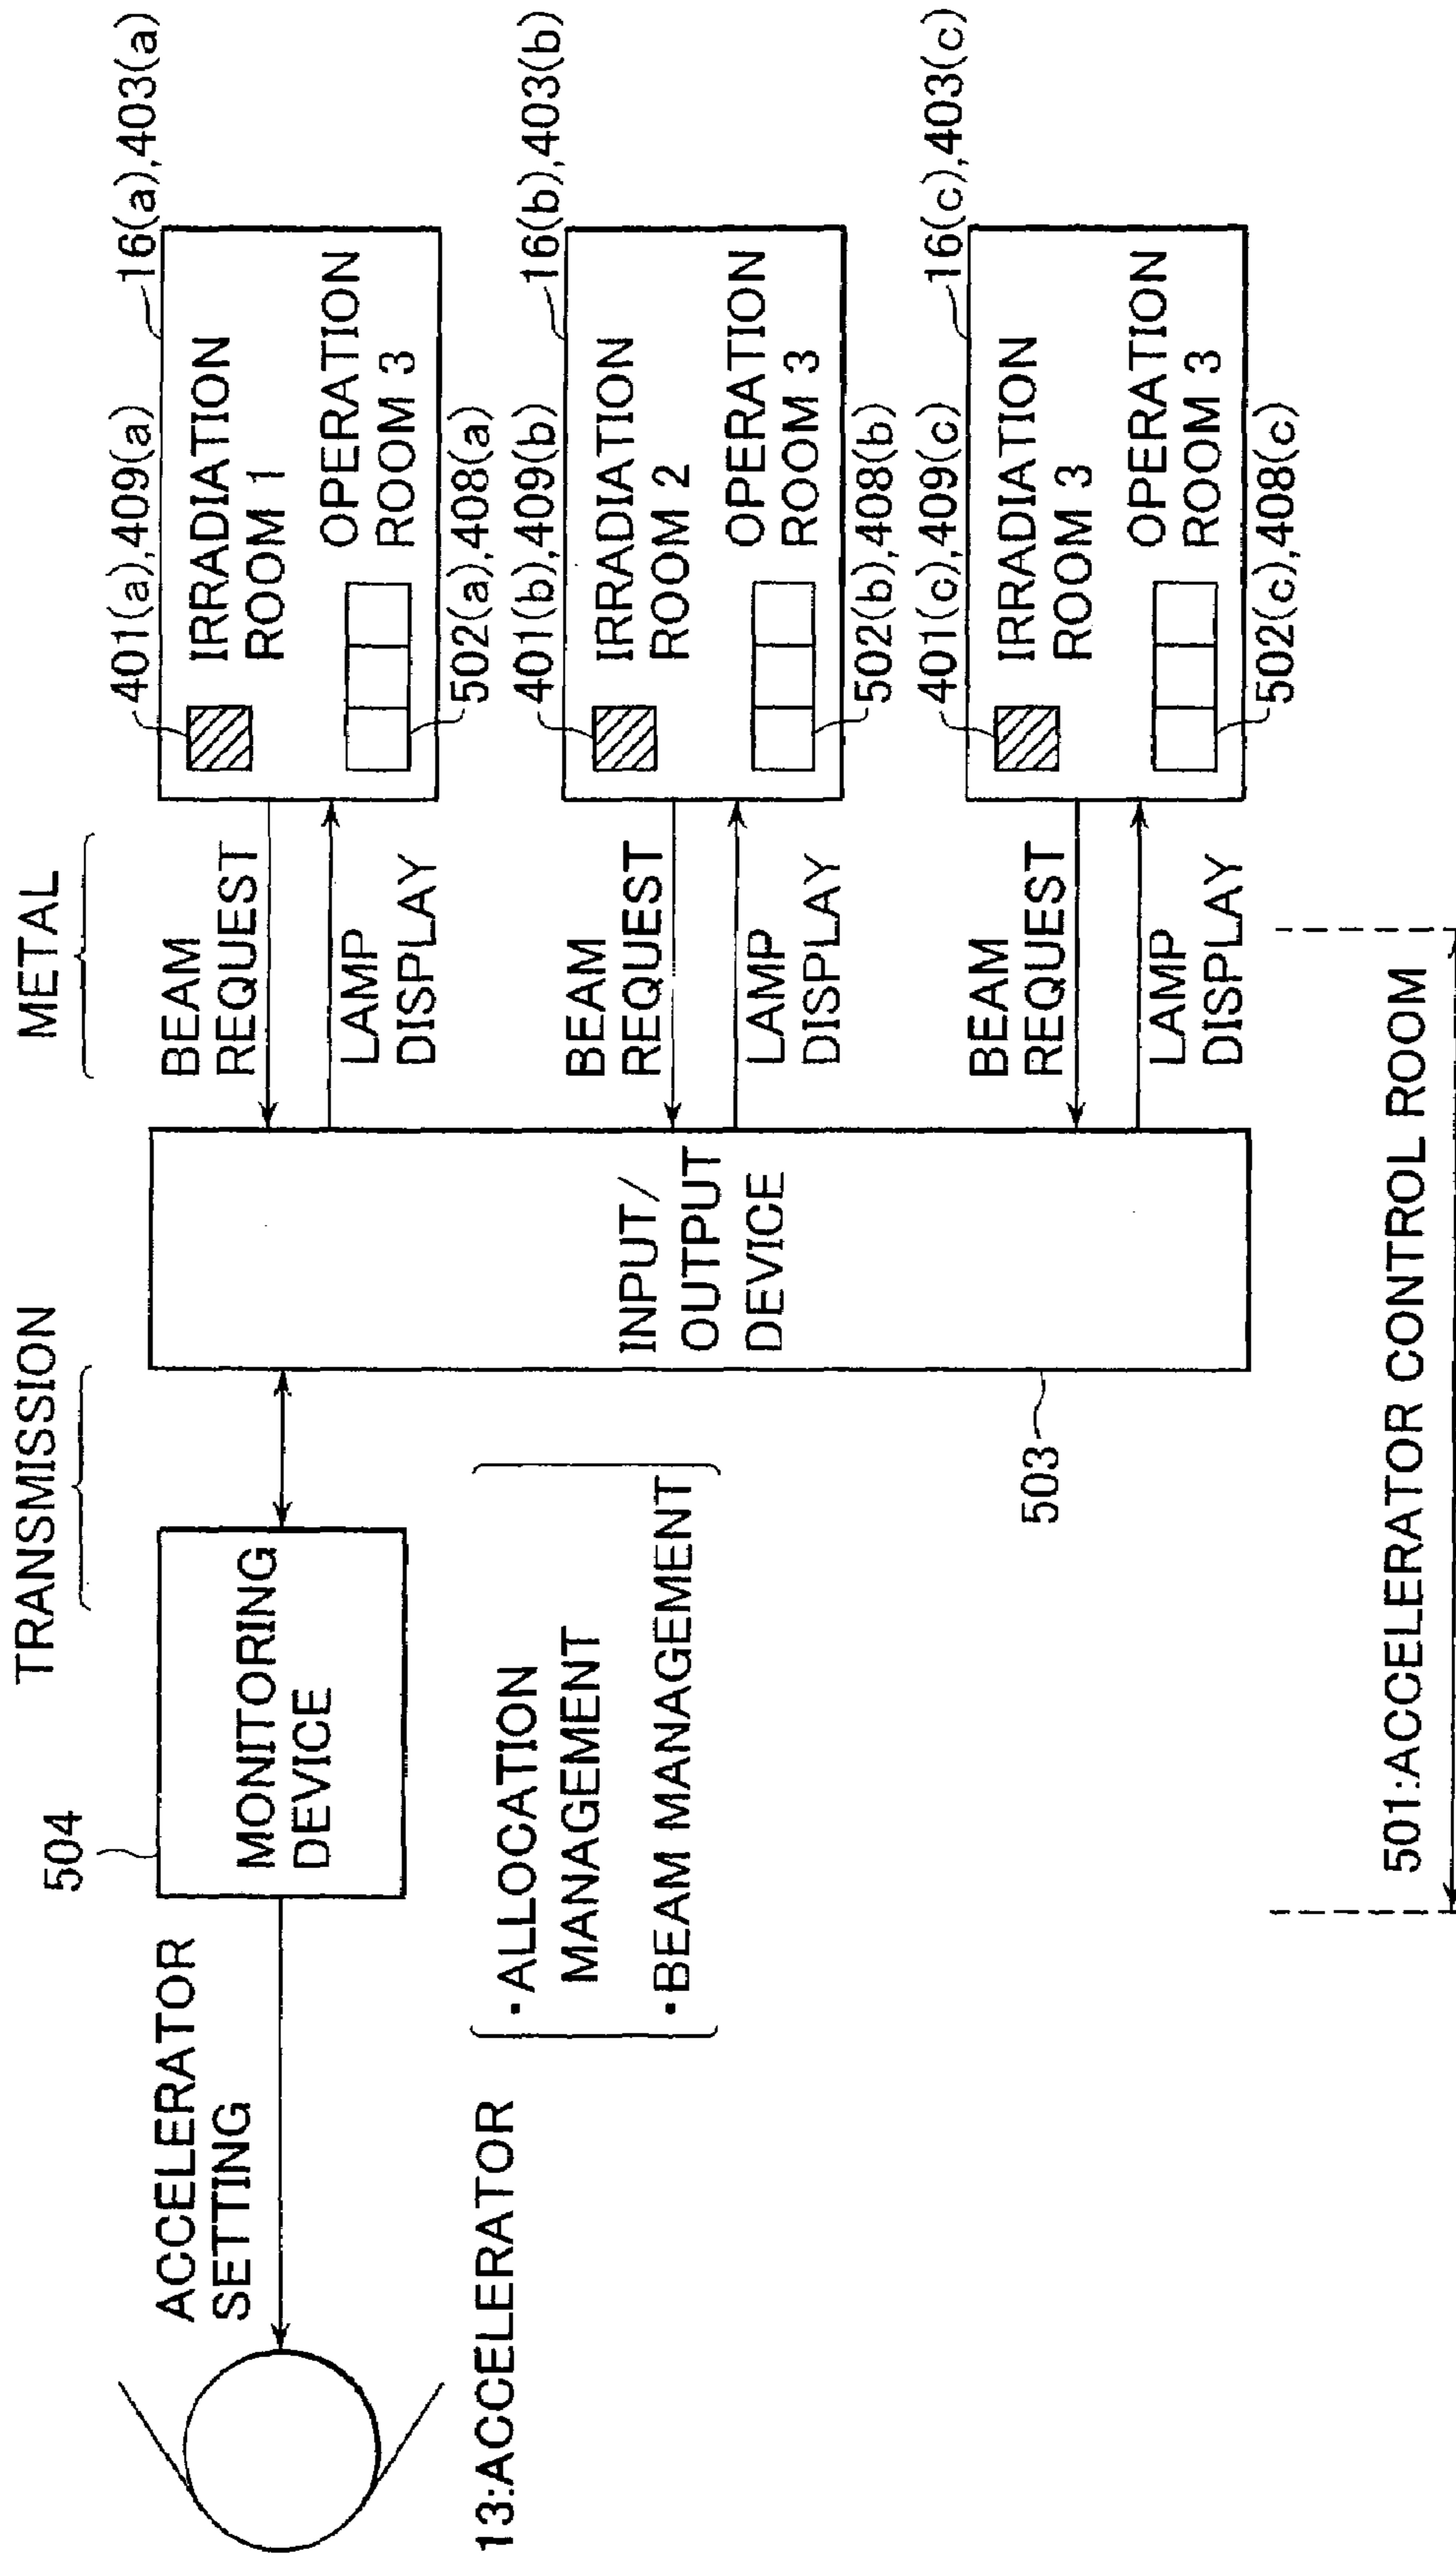 TRANSMISSION
METAL
504
MONITORING
DEVICE
ACCELERATOR
SETTING
13:ACCELERATOR
・ALLOCATION
MANAGEMENT
・BEAM MANAGEMENT
INPUT/
OUTPUT
DEVICE
503
BEAM
REQUEST
LAMP
DISPLAY
401(a),409(a)
16(a),403(a)
IRRADIATION
ROOM 1
OPERATION
ROOM 3
502(a),408(a)
BEAM
REQUEST
LAMP
DISPLAY
401(b),409(b)
16(b),403(b)
IRRADIATION
ROOM 2
OPERATION
ROOM 3
502(b),408(b)
BEAM
REQUEST
LAMP
DISPLAY
401(c),409(c)
16(c),403(c)
IRRADIATION
ROOM 3
OPERATION
ROOM 3
502(c),408(c)
501:ACCELERATOR CONTROL ROOM